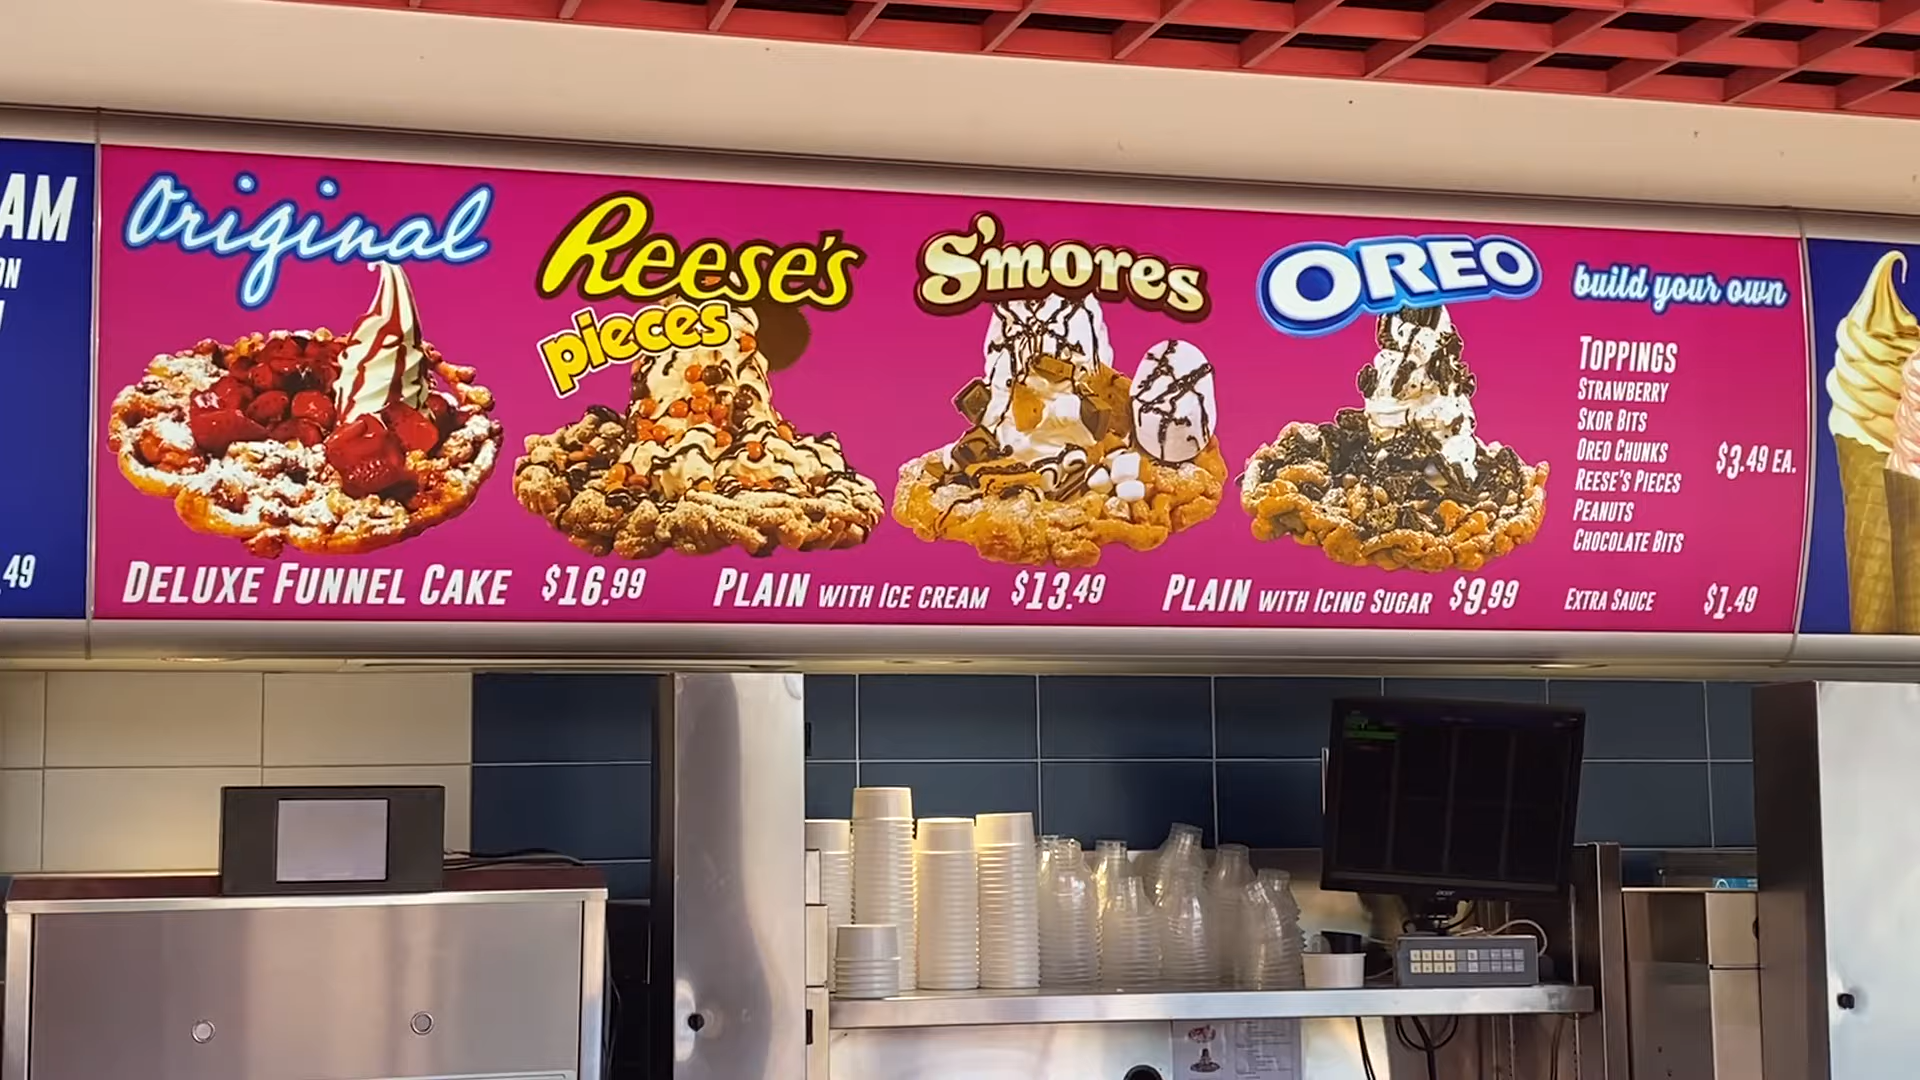 AM
ON
.49
Original
Reese's
pieces
S'mores
OREO
build your own
TOPPINGS
STRAWBERRY
SKOR BITS
OREO CHUNKS
REESE'S PIECES
PEANUTS
CHOCOLATE BITS
$3.49 EA.
DELUXE FUNNEL CAKE $16.99
PLAIN WITH ICE CREAM $13.49
PLAIN WITH ICING SUGAR $9.99
EXTRA SAUCE $1.49
acer